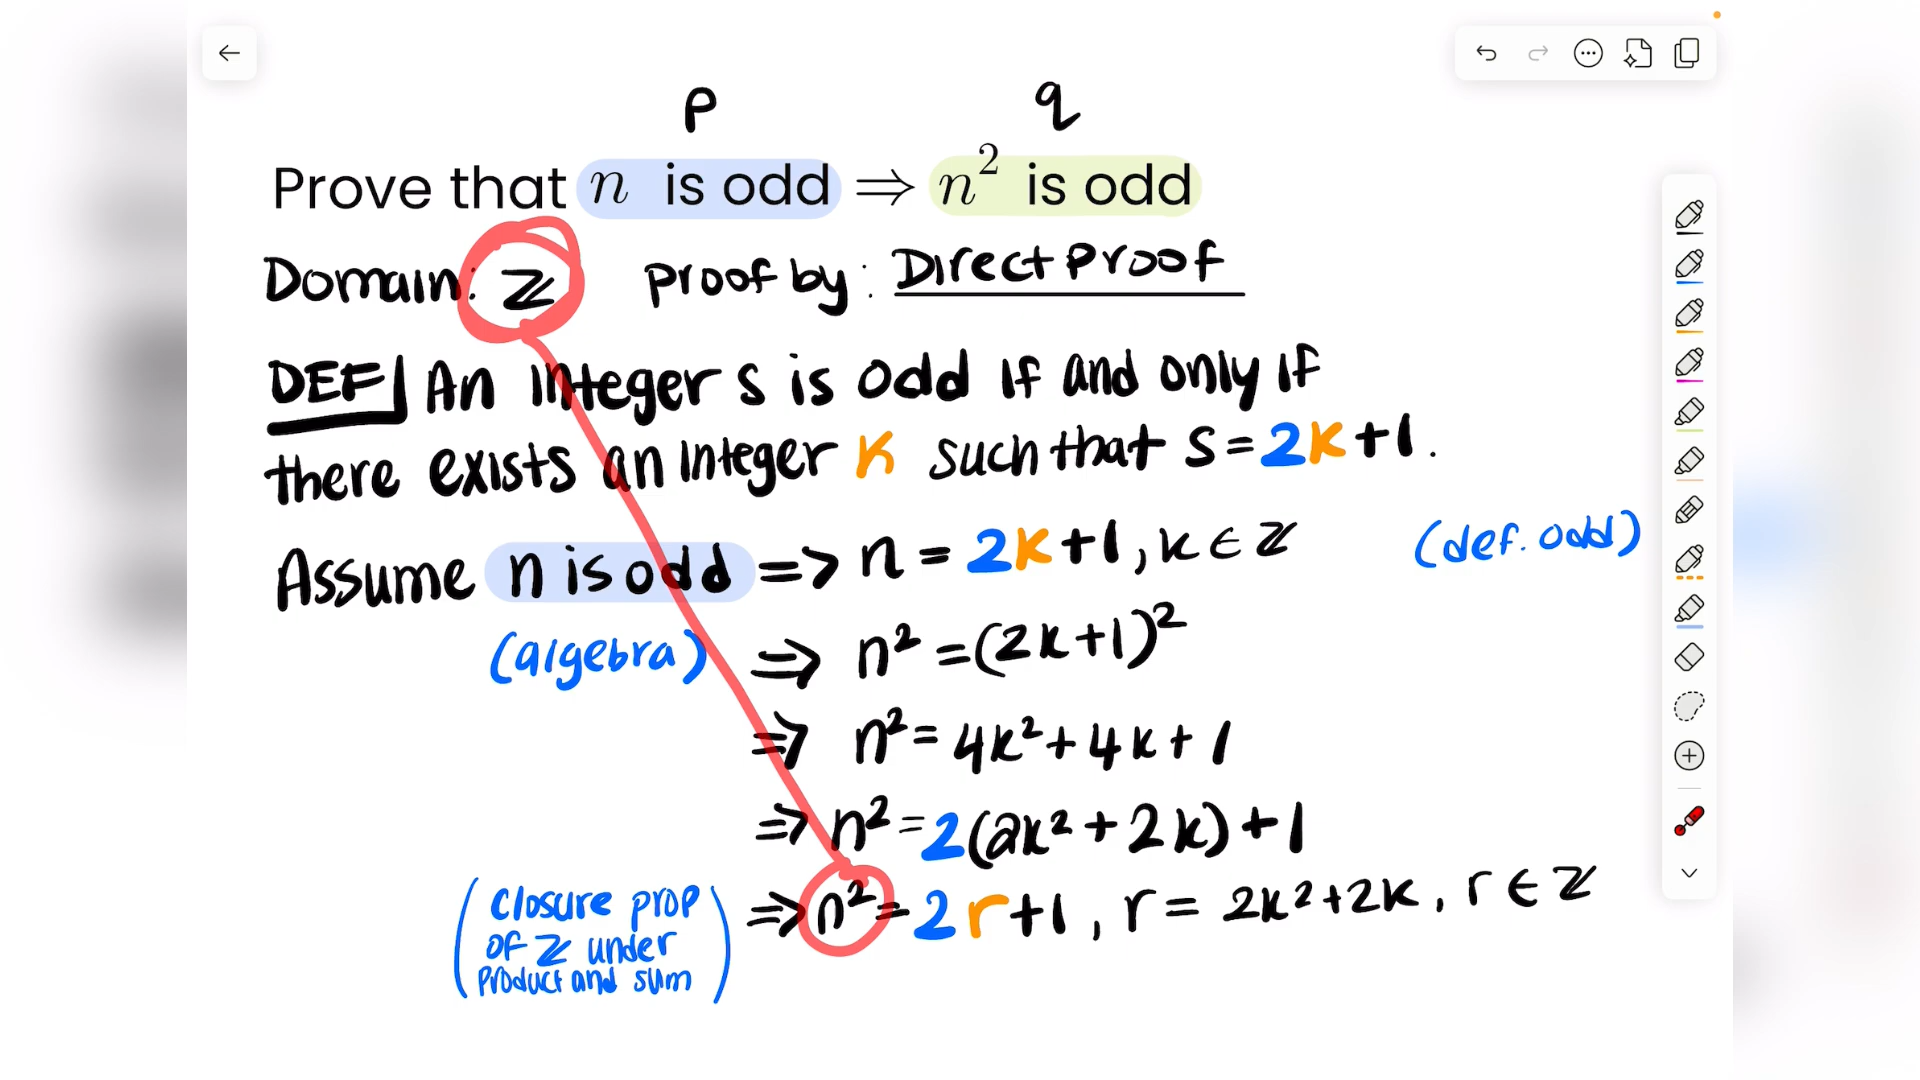 p q
Prove that n is odd ⟹ n² is odd
Domain: ℤ Proof by: Direct Proof
DEF An integer s is odd if and only if
there exists an integer k such that s = 2k+1.
Assume n is odd => n = 2k+1, k ∈ ℤ (def. odd)
(algebra) => n² = (2k+1)²
=> n² = 4k² + 4k + 1
=> n² = 2(2k² + 2k) + 1
(closure prop of ℤ under product and sum) => n² = 2r+1, r = 2k²+2k, r ∈ ℤ